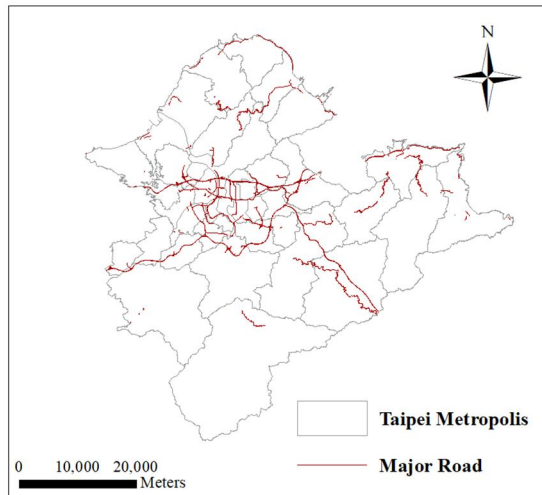 N
Taipei Metropolis
Major Road
0 10,000 20,000
Meters